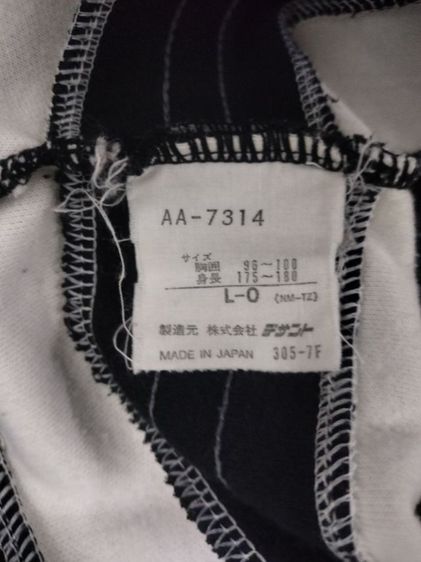 AA-7314
サイズ
胸囲 96~100
身長 175~180
L-O (NM-TZ)
製造元 株式会社 デサント
MADE IN JAPAN 305-7F